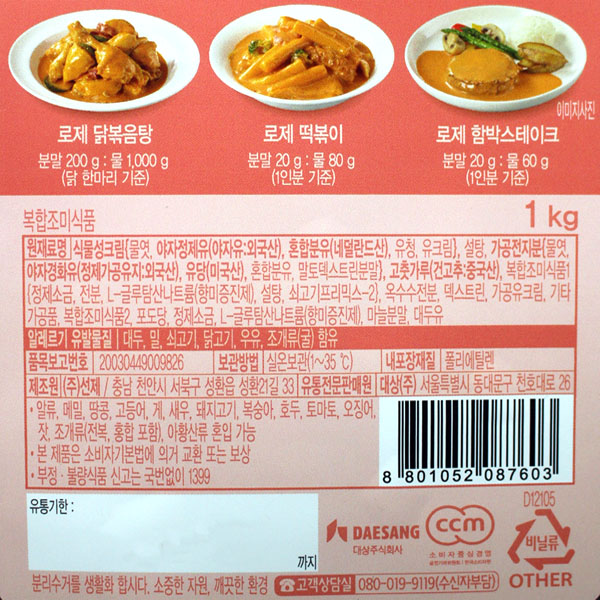 이미지사진
로제 닭볶음탕 로제 떡볶이 로제 함박스테이크
분말 200 g : 물 1,000 g 분말 20 g : 물 80 g 분말 20 g : 물 60 g
(닭 한마리 기준) (1인분 기준) (1인분 기준)
복합조미식품 1 kg
원재료명 식물성크림{물엿, 야자정제유(야자유:외국산), 혼합분유(네덜란드산), 유청, 유크림}, 설탕, 가공전지분{물엿,
야자경화유(정제가공유지:외국산), 유당(미국산), 혼합분유, 말토덱스트린분말}, 고춧가루(건고추:중국산), 복합조미식품1
(정제소금, 전분, L-글루탐산나트륨(향미증진제), 설탕, 쇠고기프리믹스-2), 옥수수전분, 덱스트린, 가공유크림, 기타
가공품, 복합조미식품2, 포도당, 정제소금, L-글루탐산나트륨(향미증진제), 마늘분말, 대두유
알레르기 유발물질 대두, 밀, 쇠고기, 닭고기, 우유, 조개류(굴) 함유
품목보고번호 20030449009826 보관방법 실온보관(1~35 ℃) 내포장재질 폴리에틸렌
제조원 (주)선제 / 충남 천안시 서북구 성환읍 성환21길 33 유통전문판매원 대상(주) 서울특별시 동대문구 천호대로 26
· 알류, 메밀, 땅콩, 고등어, 게, 새우, 돼지고기, 복숭아, 호두, 토마토, 오징어,
잣, 조개류(전복, 홍합 포함), 아황산류 혼입 가능
· 본 제품은 소비자기본법에 의거 교환 또는 보상
· 부정 · 불량식품 신고는 국번없이 1399
8 801052 087603
D12105
유통기한 :
까지
DAESANG
대상주식회사
ccm
소비자중심경영
비닐류
OTHER
분리수거를 생활화 합시다. 소중한 자원, 깨끗한 환경 고객상담실 080-019-9119(수신자부담)